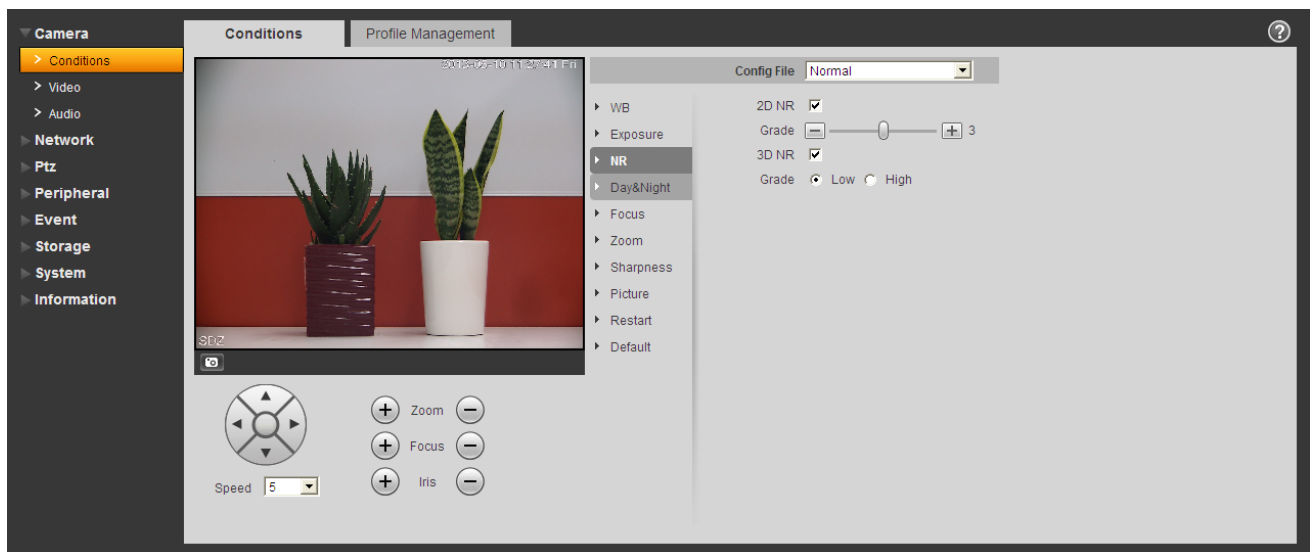 Camera
Conditions
Video
Audio
Network
Ptz
Peripheral
Event
Storage
System
Information
Conditions
Profile Management
SDZ
Speed 5
Zoom
Focus
Iris
WB
Exposure
NR
Day&Night
Focus
Zoom
Sharpness
Picture
Restart
Default
Config File Normal
2D NR
Grade 3
3D NR
Grade Low High